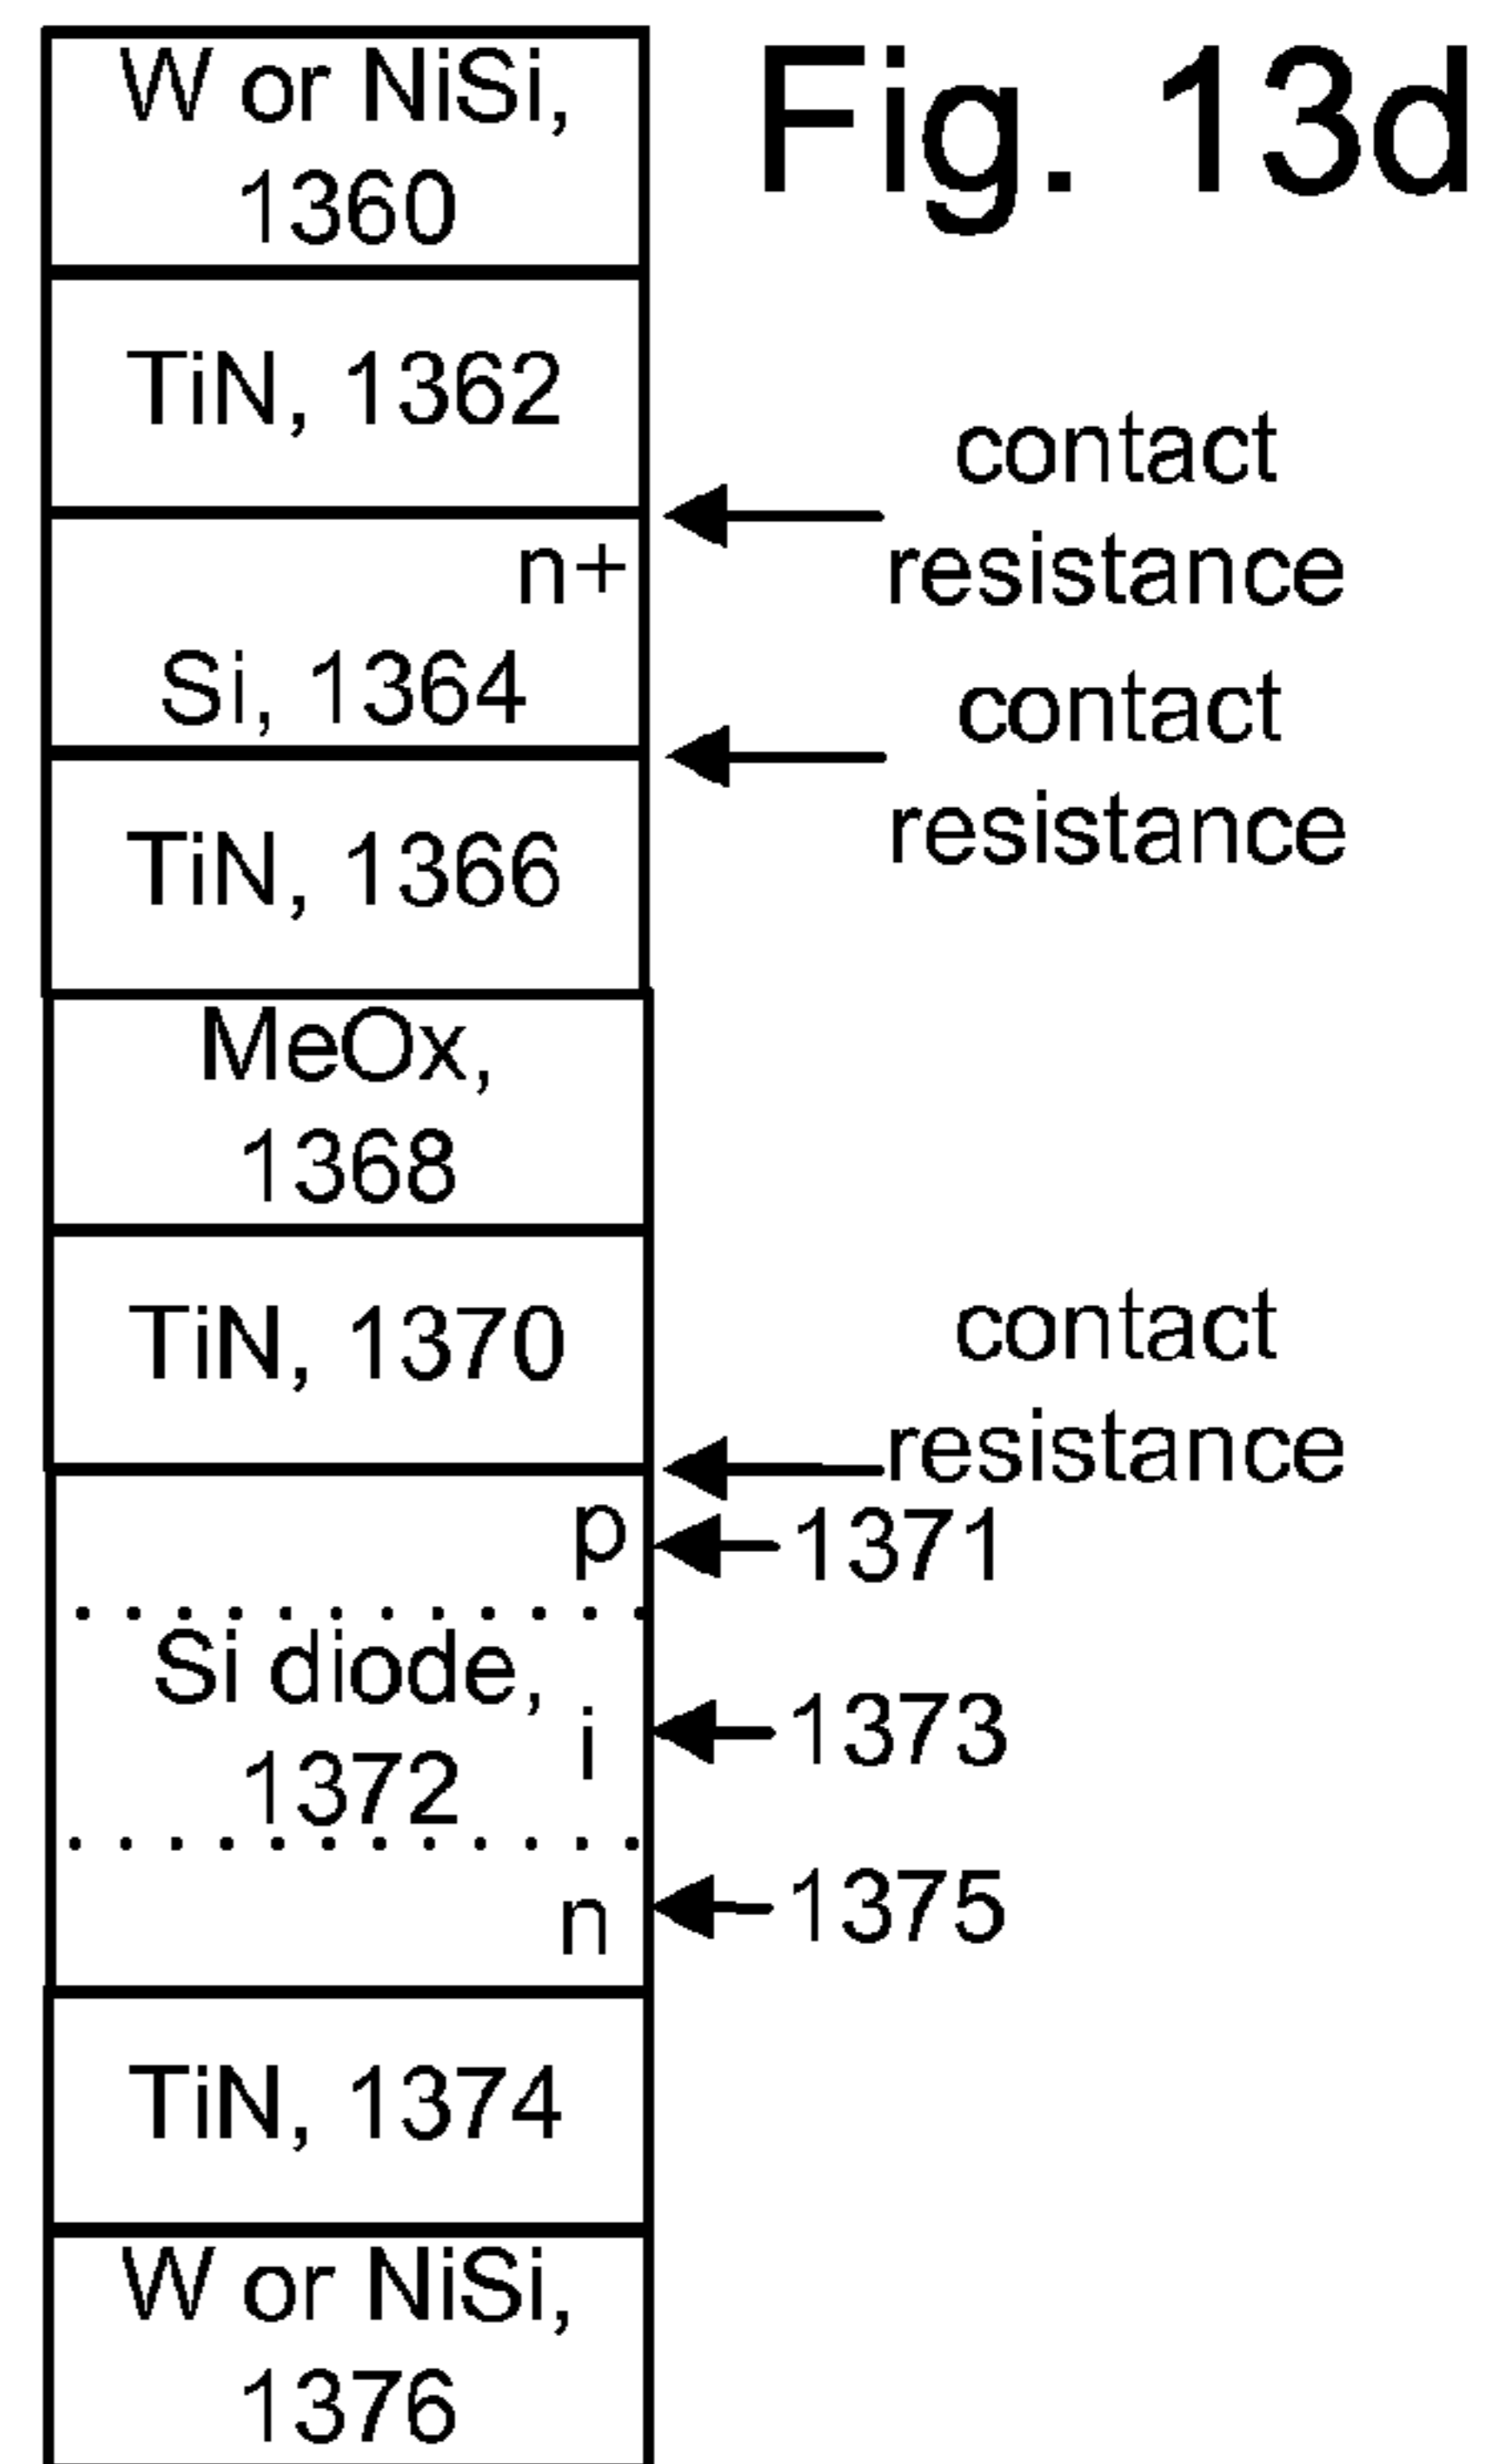 Fig. 13d
W or NiSi,
1360
TiN, 1362
contact
resistance
n+
Si, 1364
contact
resistance
TiN, 1366
MeOx,
1368
TiN, 1370
contact
resistance
p
1371
Si diode,
1372
i
1373
n
1375
TiN, 1374
W or NiSi,
1376